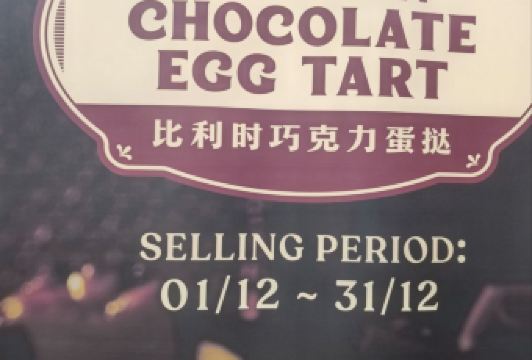 CHOCOLATE
EGG TART
比利时巧克力蛋挞
SELLING PERIOD:
01/12 ~ 31/12